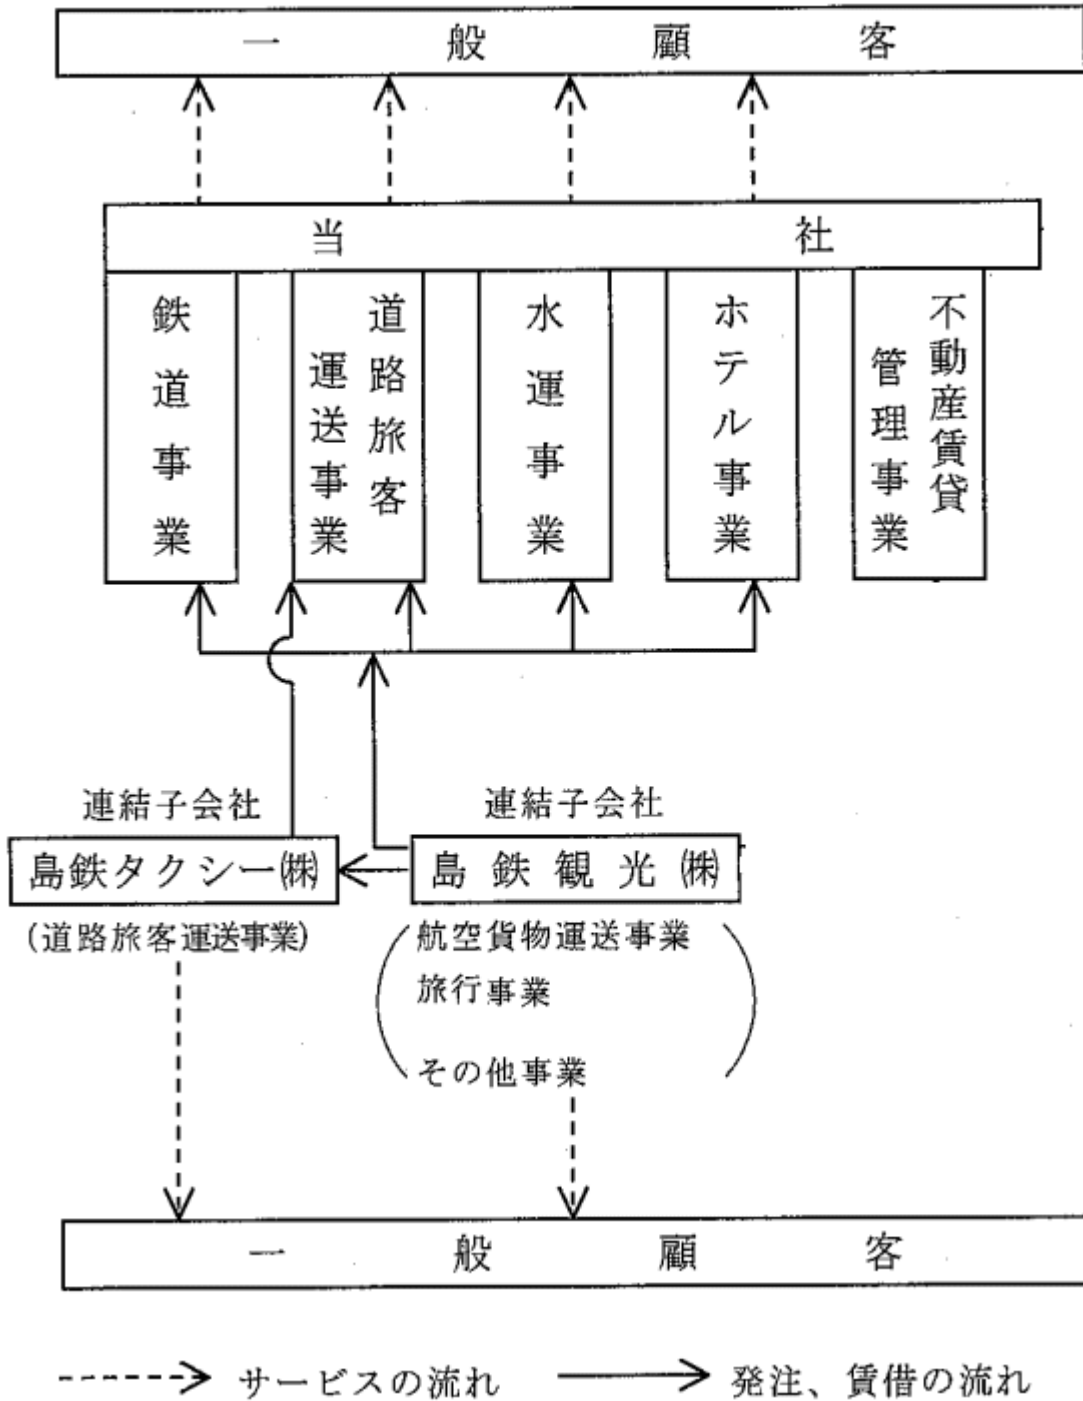 一般顧客
当社
鉄道事業
道路旅客
運送事業
水運事業
ホテル事業
不動産賃貸
管理事業
連結子会社
島鉄タクシー㈱
(道路旅客運送事業)
連結子会社
島鉄観光㈱
航空貨物運送事業
旅行事業
その他事業
一般顧客
サービスの流れ
発注、賃借の流れ